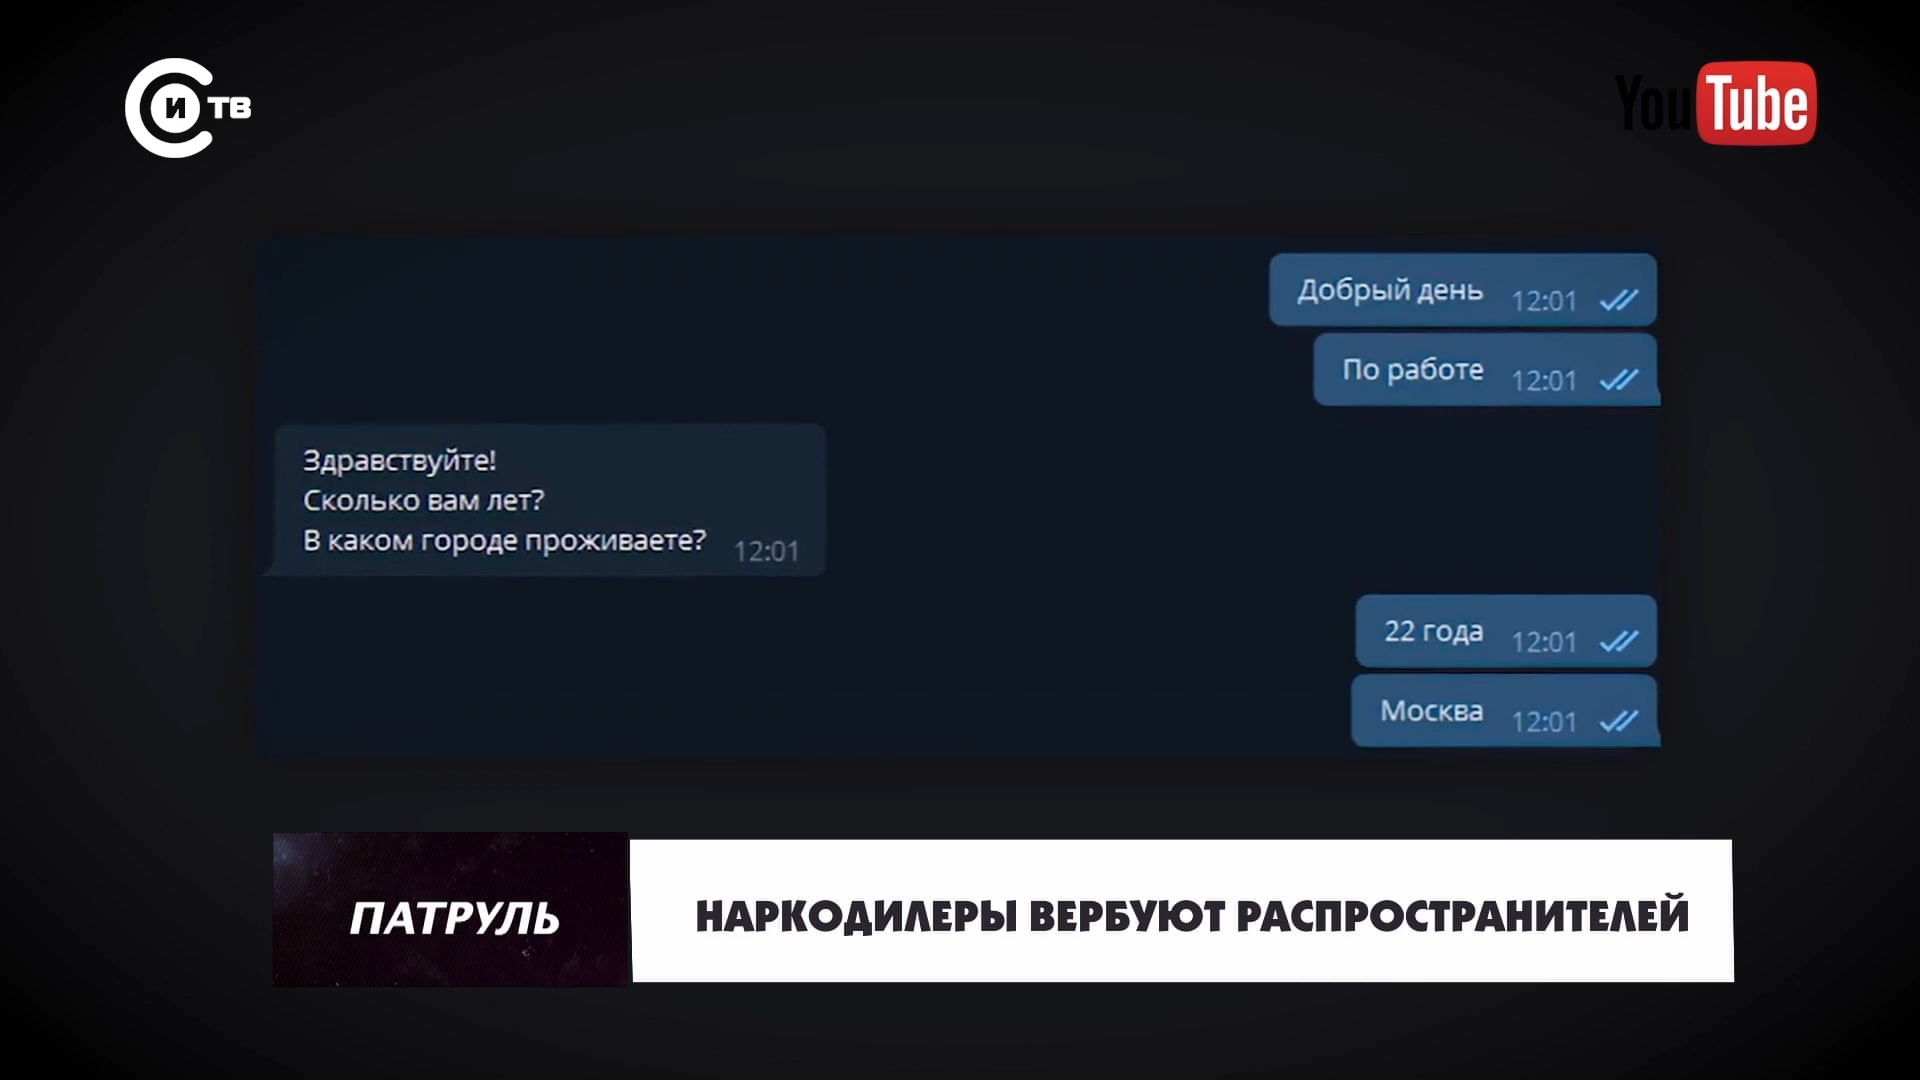 СИТВ
YouTube
Добрый день 12:01
По работе 12:01
Здравствуйте!
Сколько вам лет?
В каком городе проживаете? 12:01
22 года 12:01
Москва 12:01
ПАТРУЛЬ
НАРКОДИЛЕРЫ ВЕРБУЮТ РАСПРОСТРАНИТЕЛЕЙ